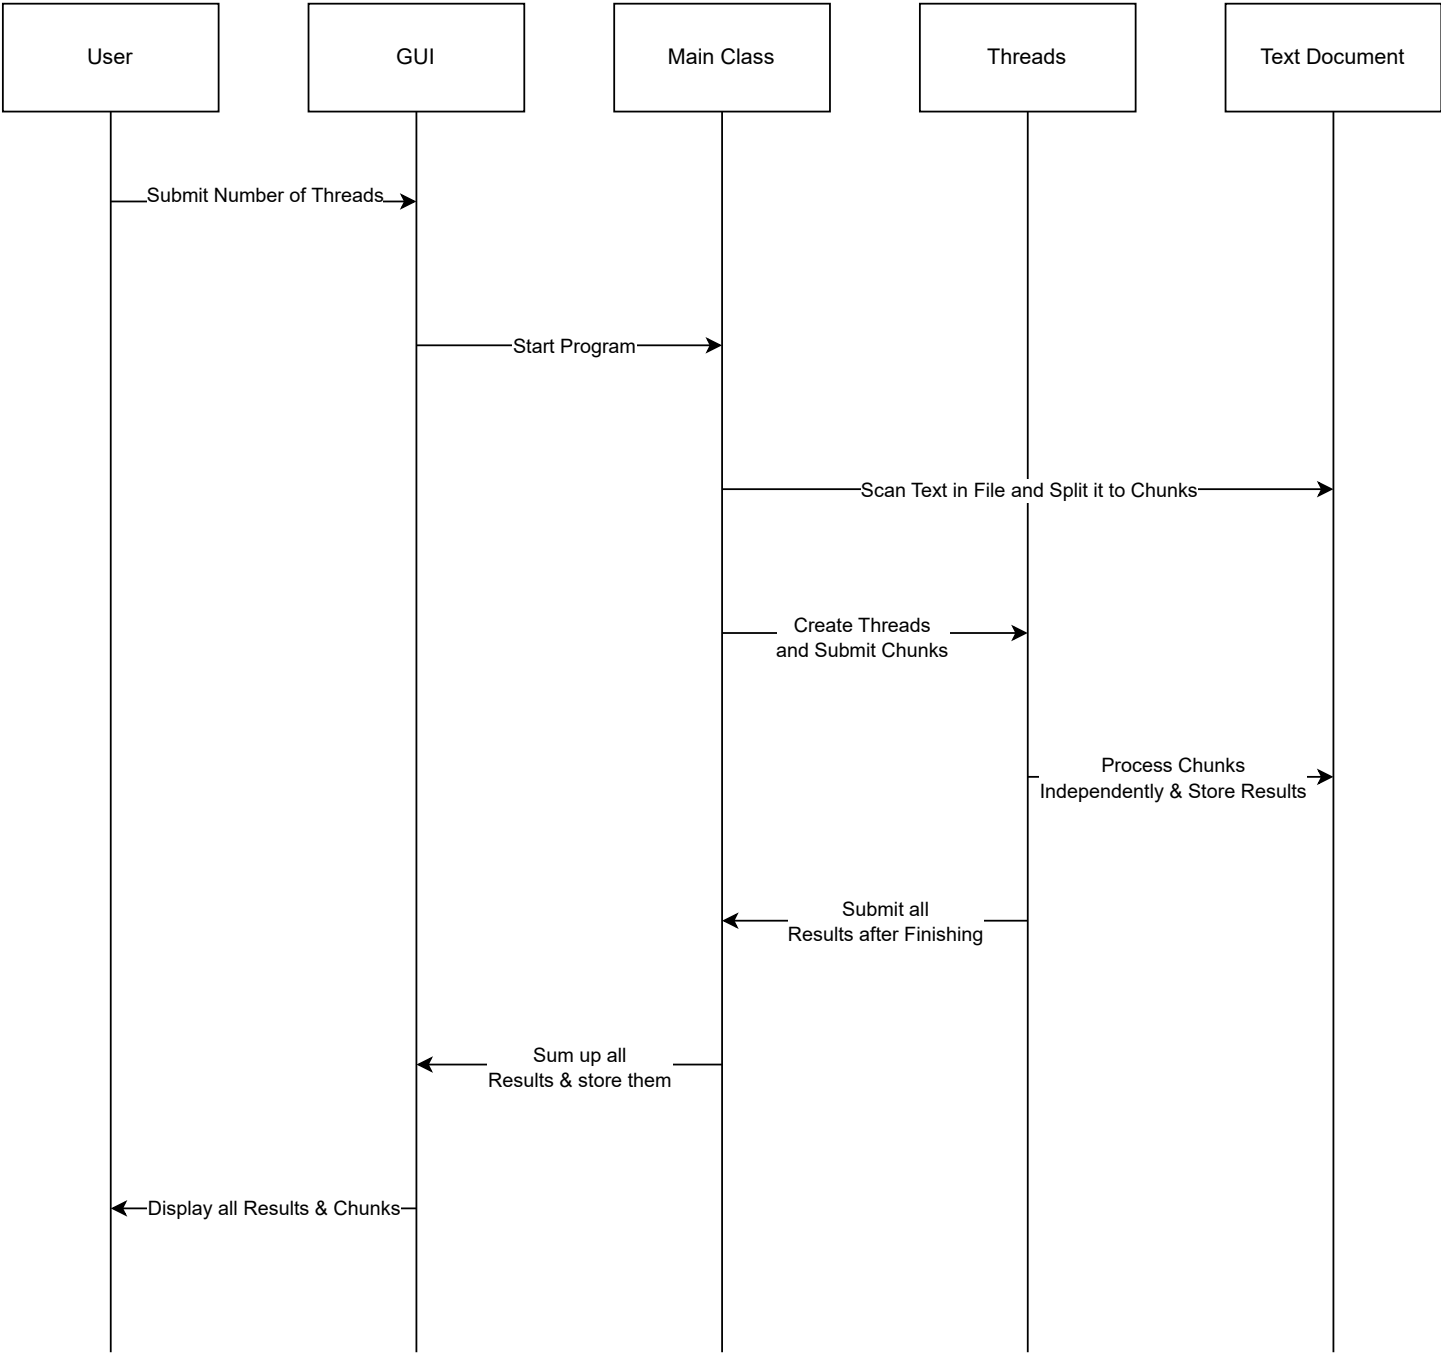 User
GUI
Main Class
Threads
Text Document
Submit Number of Threads
Start Program
Scan Text in File and Split it to Chunks
Create Threads
and Submit Chunks
Process Chunks
Independently & Store Results
Submit all
Results after Finishing
Sum up all
Results & store them
Display all Results & Chunks